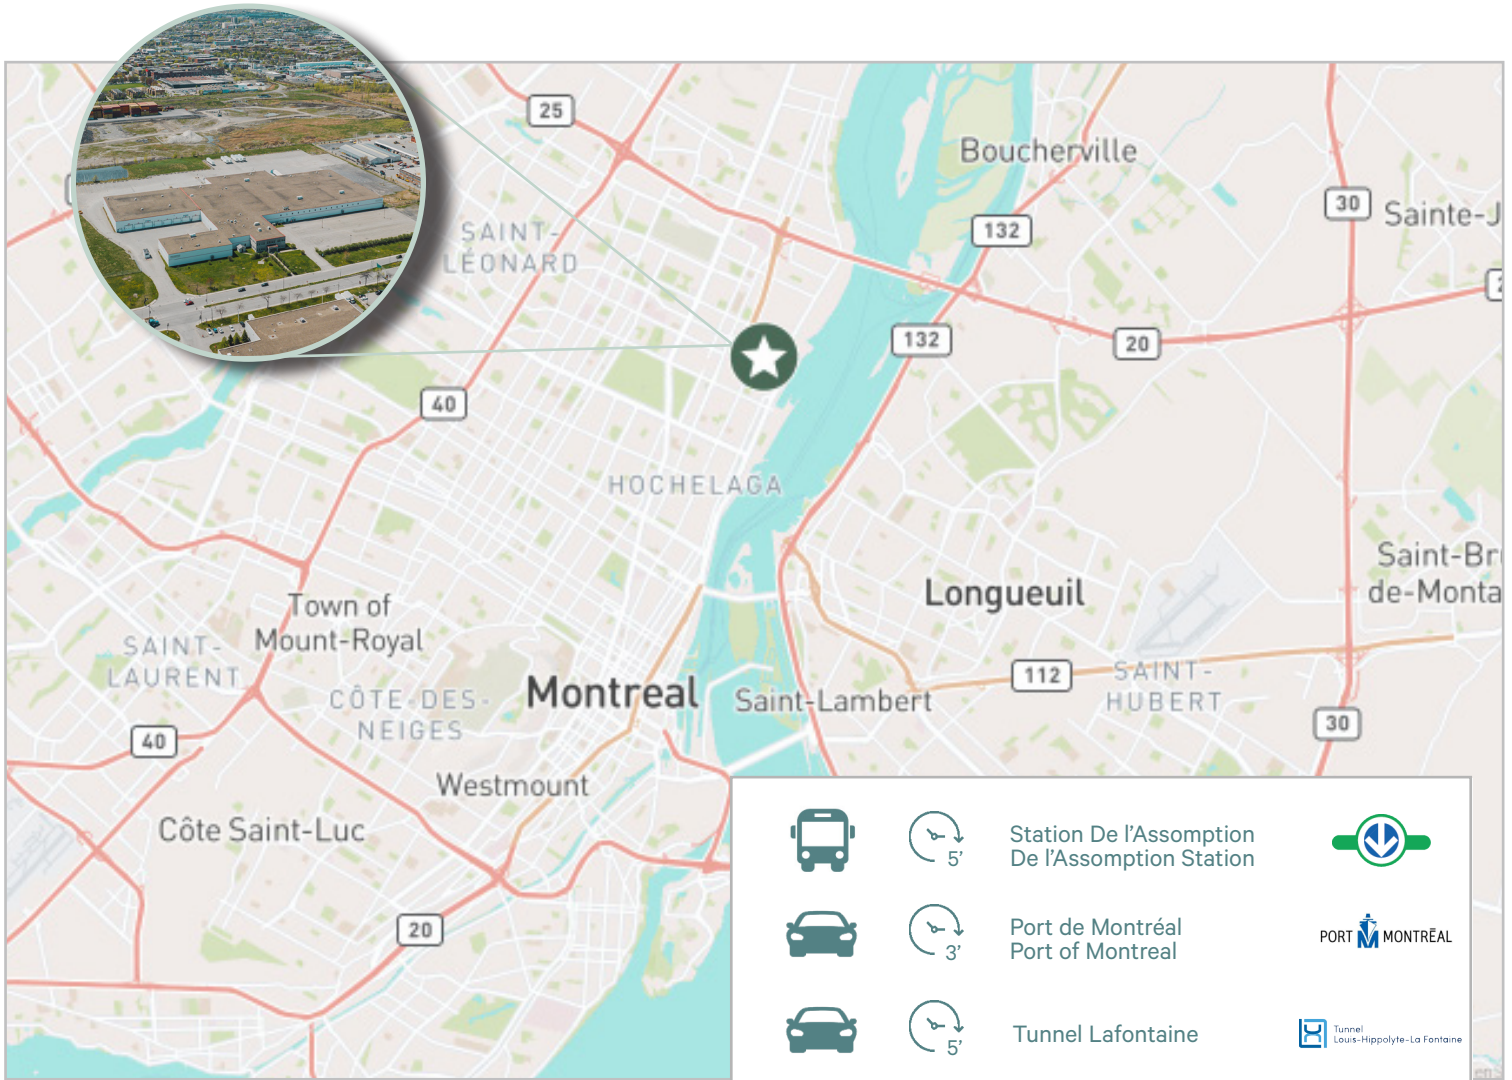 25
Boucherville
30
Sainte-J
132
SAINT-
LÉONARD
132
20
40
HOCHELAGA
Saint-Br
de-Monta
Longueuil
Town of
Mount-Royal
SAINT-
LAURENT
112
SAINT-
HUBERT
CÔTE-DES-
NEIGES
Montreal
Saint-Lambert
30
40
Westmount
Côte Saint-Luc
20
5'
Station De l'Assomption
De l'Assomption Station
3'
Port de Montréal
Port of Montreal
PORT MONTRÉAL
5'
Tunnel Lafontaine
Tunnel
Louis-Hippolyte-La Fontaine